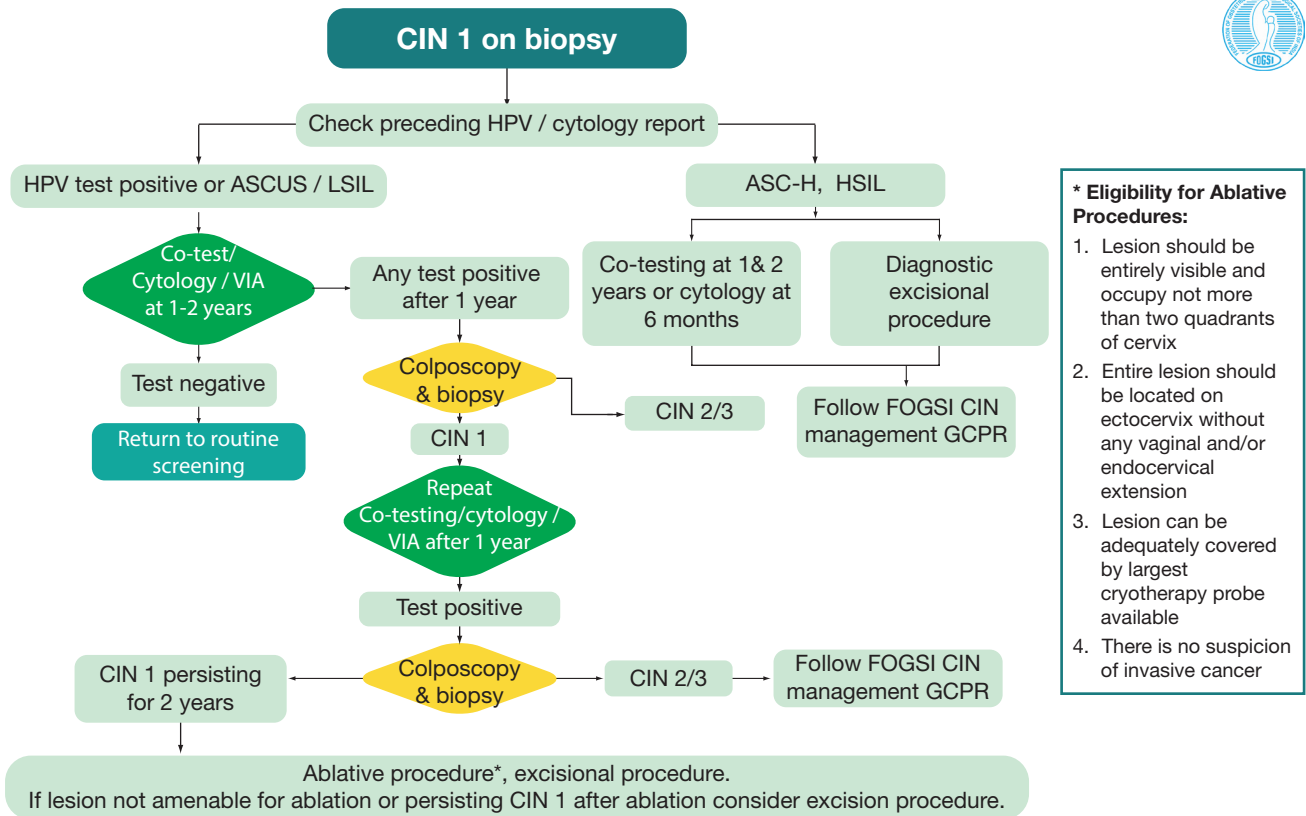 CIN 1 on biopsy
FOGSI
Check preceding HPV / cytology report
HPV test positive or ASCUS / LSIL
ASC-H, HSIL
Co-test/
Cytology / VIA
at 1-2 years
Any test positive
after 1 year
Co-testing at 1& 2
years or cytology at
6 months
Diagnostic
excisional
procedure
Test negative
Colposcopy
& biopsy
CIN 2/3
Follow FOGSI CIN
management GCPR
Return to routine
screening
CIN 1
Repeat
Co-testing/cytology /
VIA after 1 year
Test positive
CIN 1 persisting
for 2 years
Colposcopy
& biopsy
CIN 2/3
Follow FOGSI CIN
management GCPR
Ablative procedure*, excisional procedure.
If lesion not amenable for ablation or persisting CIN 1 after ablation consider excision procedure.
* Eligibility for Ablative
Procedures:
1. Lesion should be
entirely visible and
occupy not more
than two quadrants
of cervix
2. Entire lesion should
be located on
ectocervix without
any vaginal and/or
endocervical
extension
3. Lesion can be
adequately covered
by largest
cryotherapy probe
available
4. There is no suspicion
of invasive cancer